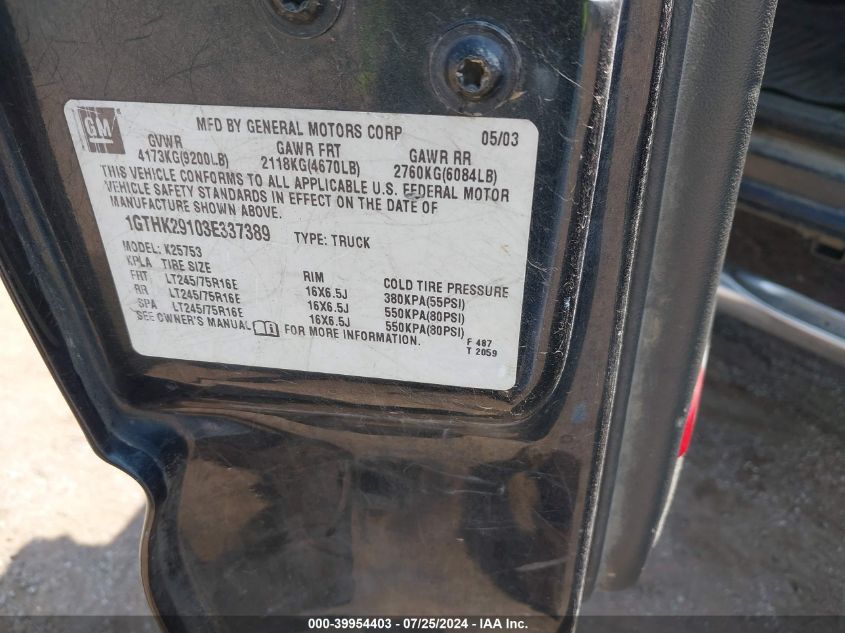 GM
MFD BY GENERAL MOTORS CORP 05/03
GVWR GAWR FRT GAWR RR
4173KG(9200LB) 2118KG(4670LB) 2760KG(6084LB)
THIS VEHICLE CONFORMS TO ALL APPLICABLE U.S. FEDERAL MOTOR
VEHICLE SAFETY STANDARDS IN EFFECT ON THE DATE OF
MANUFACTURE SHOWN ABOVE.
1GTHK29103E337389 TYPE: TRUCK
MODEL: K25753
KPLA TIRE SIZE RIM COLD TIRE PRESSURE
FRT LT245/75R16E 16X6.5J 380KPA(55PSI)
RR LT245/75R16E 16X6.5J 550KPA(80PSI)
SPA LT245/75R16E 16X6.5J 550KPA(80PSI)
SEE OWNER'S MANUAL FOR MORE INFORMATION.
F 487
T 2059
000-39954403 - 07/25/2024 - IAA Inc.